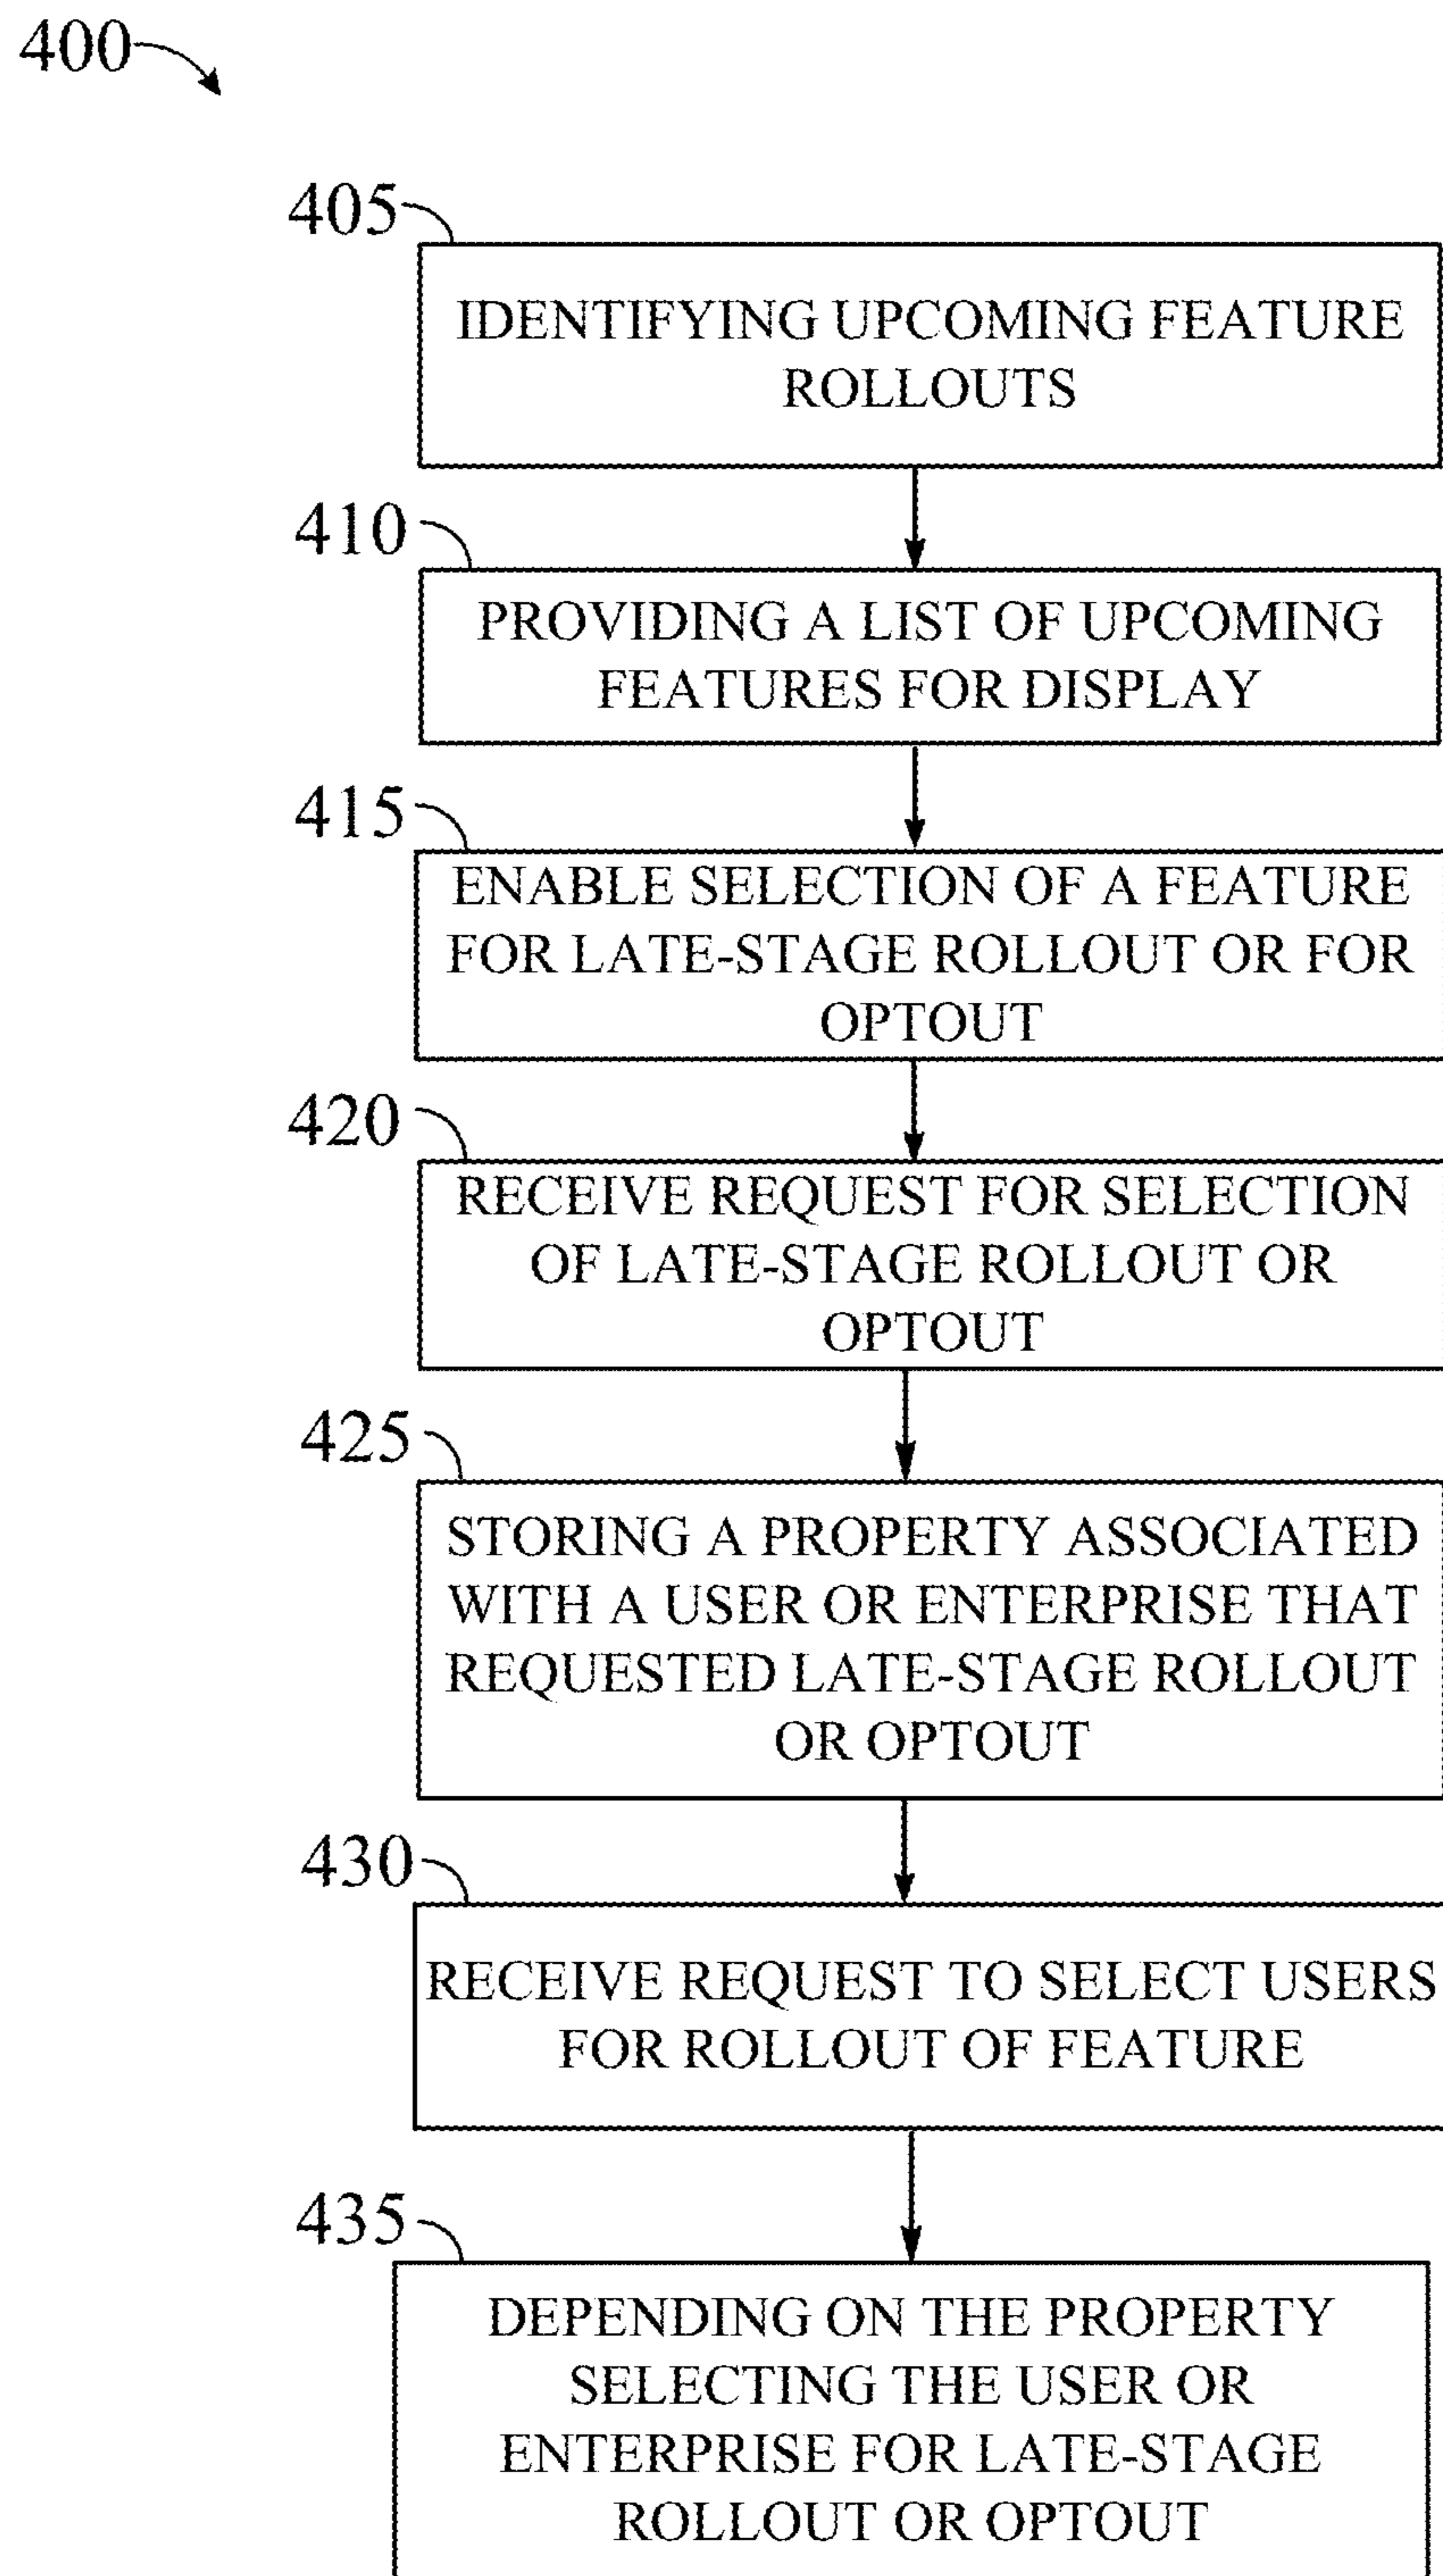 400
405
IDENTIFYING UPCOMING FEATURE
ROLLOUTS
410
PROVIDING A LIST OF UPCOMING
FEATURES FOR DISPLAY
415
ENABLE SELECTION OF A FEATURE
FOR LATE-STAGE ROLLOUT OR FOR
OPTOUT
420
RECEIVE REQUEST FOR SELECTION
OF LATE-STAGE ROLLOUT OR
OPTOUT
425
STORING A PROPERTY ASSOCIATED
WITH A USER OR ENTERPRISE THAT
REQUESTED LATE-STAGE ROLLOUT
OR OPTOUT
430
RECEIVE REQUEST TO SELECT USERS
FOR ROLLOUT OF FEATURE
435
DEPENDING ON THE PROPERTY
SELECTING THE USER OR
ENTERPRISE FOR LATE-STAGE
ROLLOUT OR OPTOUT